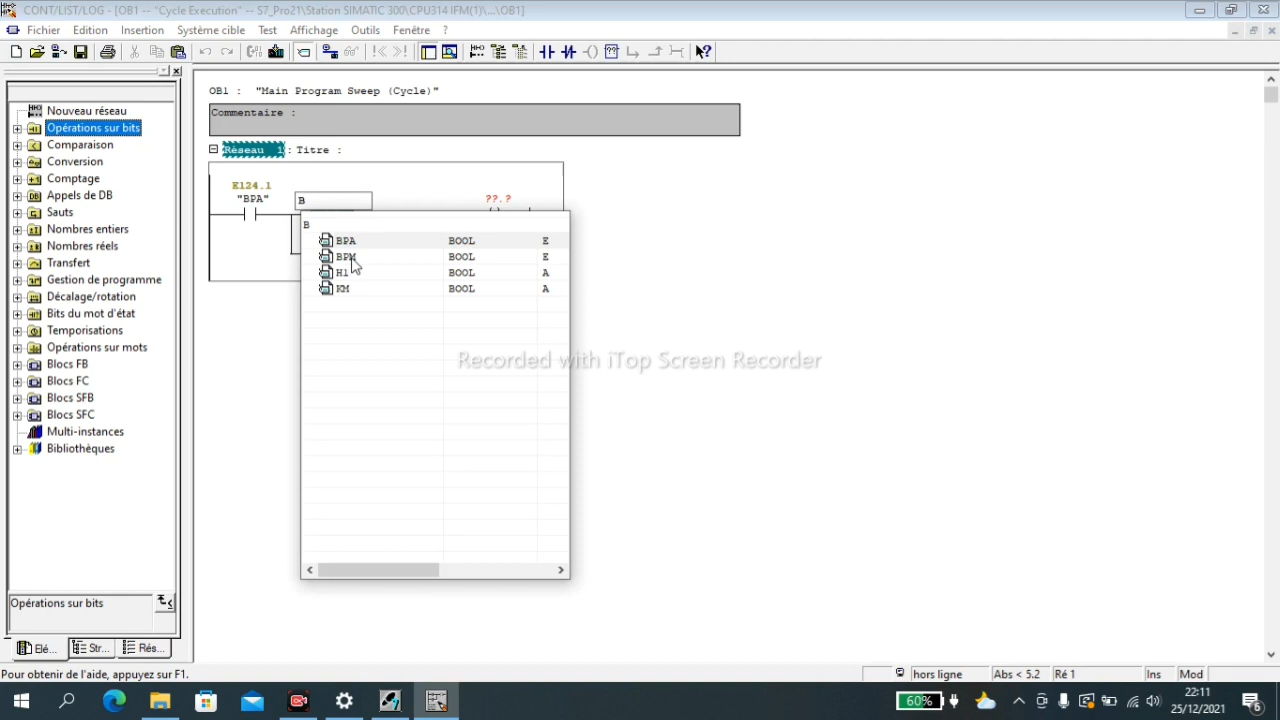 CONT/LIST/LOG - [OB1 -- "Cycle Execution" -- S7_Pro21\Station SIMATIC 300\CPU314 IFM(1)\...\OB1]
Fichier Edition Insertion Système cible Test Affichage Outils Fenêtre ?
OB1 : "Main Program Sweep (Cycle)"
Commentaire :
Réseau 1: Titre :
E124.1
"BPA"
B
??.?
B
BPA BOOL E
BPM BOOL E
H1 BOOL A
KM BOOL A
Nouveau réseau
Opérations sur bits
Comparaison
Conversion
Comptage
Appels de DB
Sauts
Nombres entiers
Nombres réels
Transfert
Gestion de programme
Décalage/rotation
Bits du mot d'état
Temporisations
Opérations sur mots
Blocs FB
Blocs FC
Blocs SFB
Blocs SFC
Multi-instances
Bibliothèques
Recorded with iTop Screen Recorder
Opérations sur bits
Elé... Str... Rés...
Pour obtenir de l'aide, appuyez sur F1.
hors ligne Abs < 5.2 Ré 1 Ins Mod
60%
22:11
25/12/2021
6